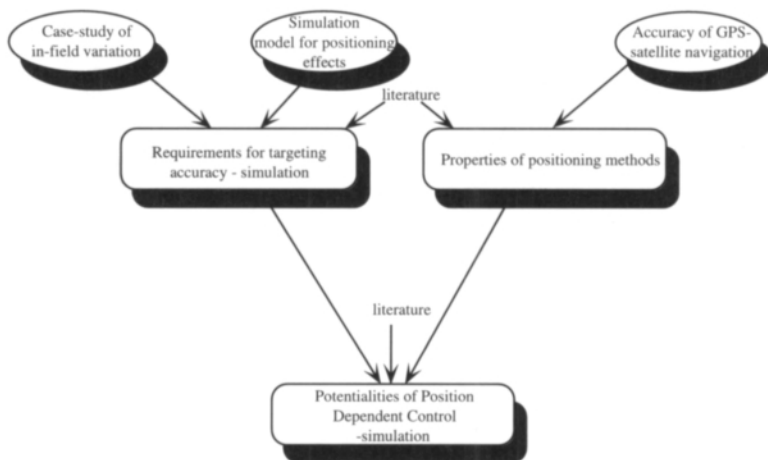 Case-study of
in-field variation
Simulation
model for positioning
effects
Accuracy of GPS-
satellite navigation
literature
Requirements for targeting
accuracy - simulation
Properties of positioning methods
literature
Potentialities of Position
Dependent Control
-simulation